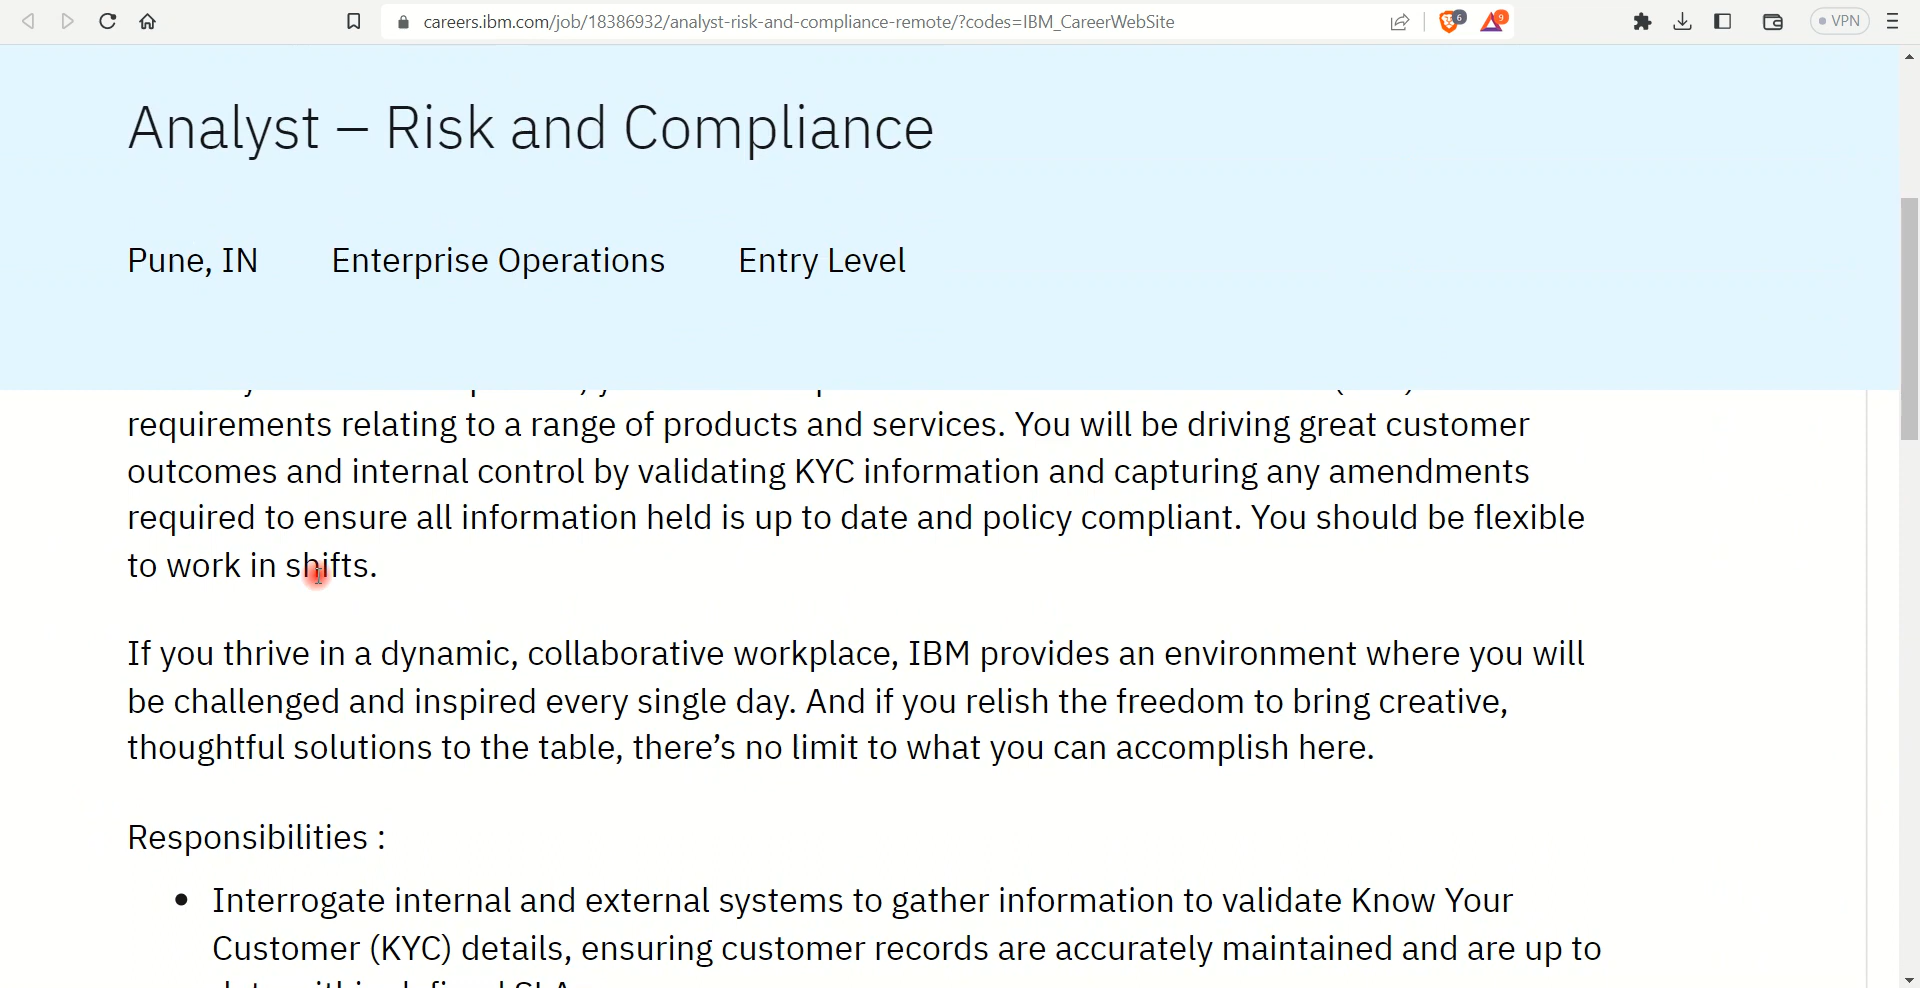 careers.ibm.com/job/18386932/analyst-risk-and-compliance-remote/?codes=IBM_CareerWebSite
6
9
VPN
Analyst – Risk and Compliance
Pune, IN Enterprise Operations Entry Level
requirements relating to a range of products and services. You will be driving great customer
outcomes and internal control by validating KYC information and capturing any amendments
required to ensure all information held is up to date and policy compliant. You should be flexible
to work in shifts.
If you thrive in a dynamic, collaborative workplace, IBM provides an environment where you will
be challenged and inspired every single day. And if you relish the freedom to bring creative,
thoughtful solutions to the table, there’s no limit to what you can accomplish here.
Responsibilities :
• Interrogate internal and external systems to gather information to validate Know Your
Customer (KYC) details, ensuring customer records are accurately maintained and are up to